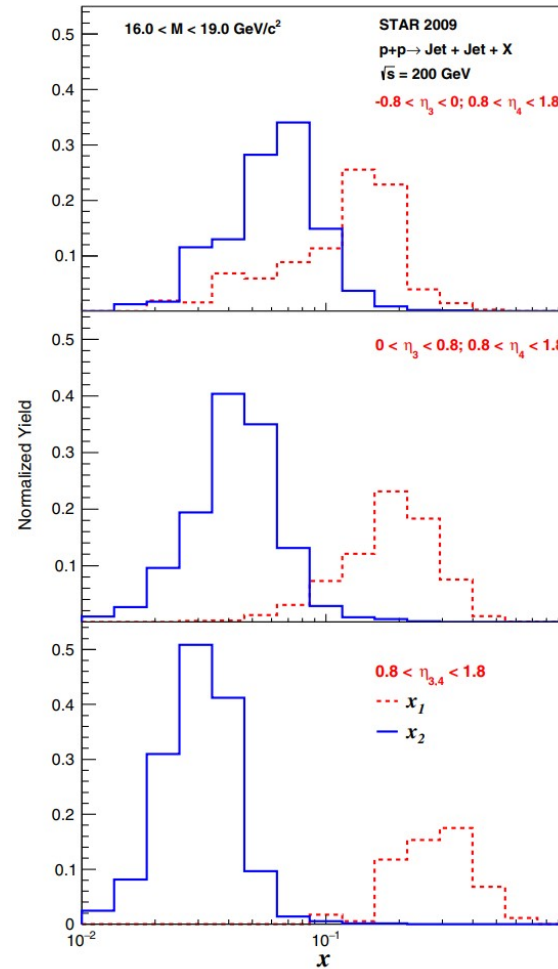 16.0 < M < 19.0 GeV/c²
STAR 2009
p+p→ Jet + Jet + X
√s = 200 GeV
-0.8 < η₃ < 0; 0.8 < η₄ < 1.8
0.5
0.4
0.3
0.2
0.1
0 < η₃ < 0.8; 0.8 < η₄ < 1.8
0.5
0.4
0.3
0.2
0.1
Normalized Yield
0.8 < η₃,₄ < 1.8
x₁
x₂
0.5
0.4
0.3
0.2
0.1
0
10⁻²
10⁻¹
x